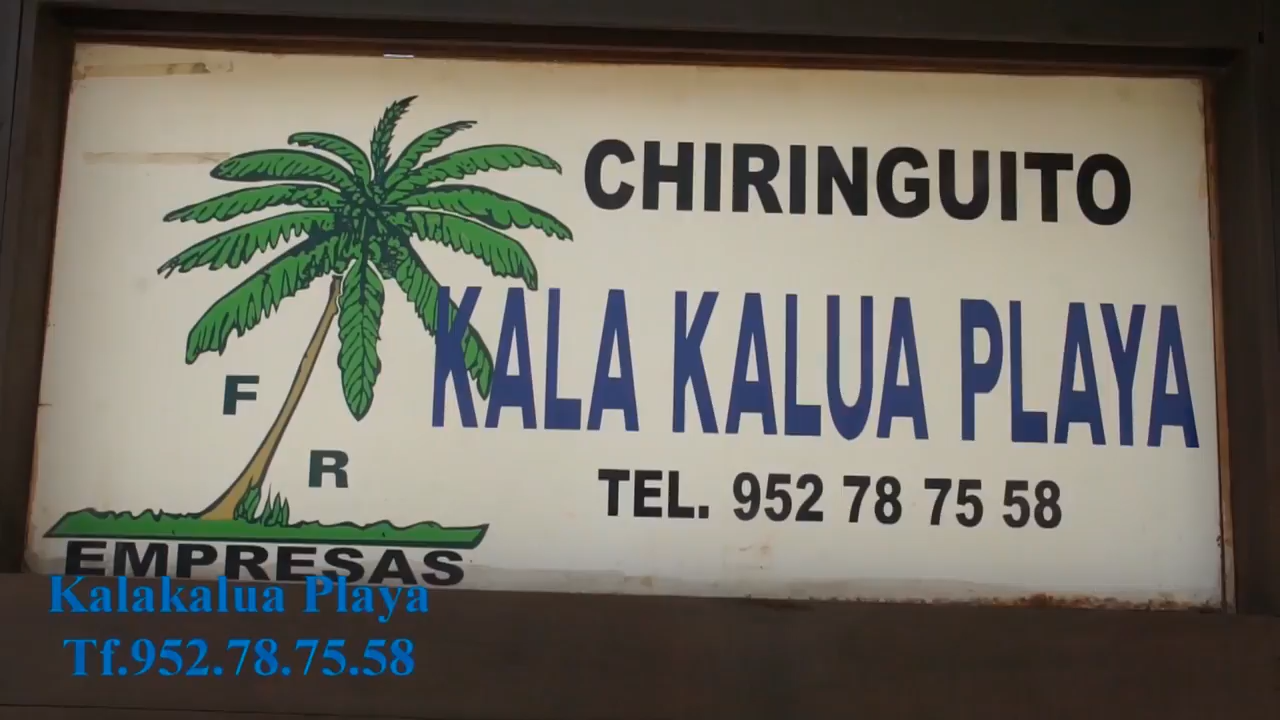 CHIRINGUITO
KALA KALUA PLAYA
TEL. 952 78 75 58
F
R
EMPRESAS
Kalakalua Playa
Tf.952.78.75.58